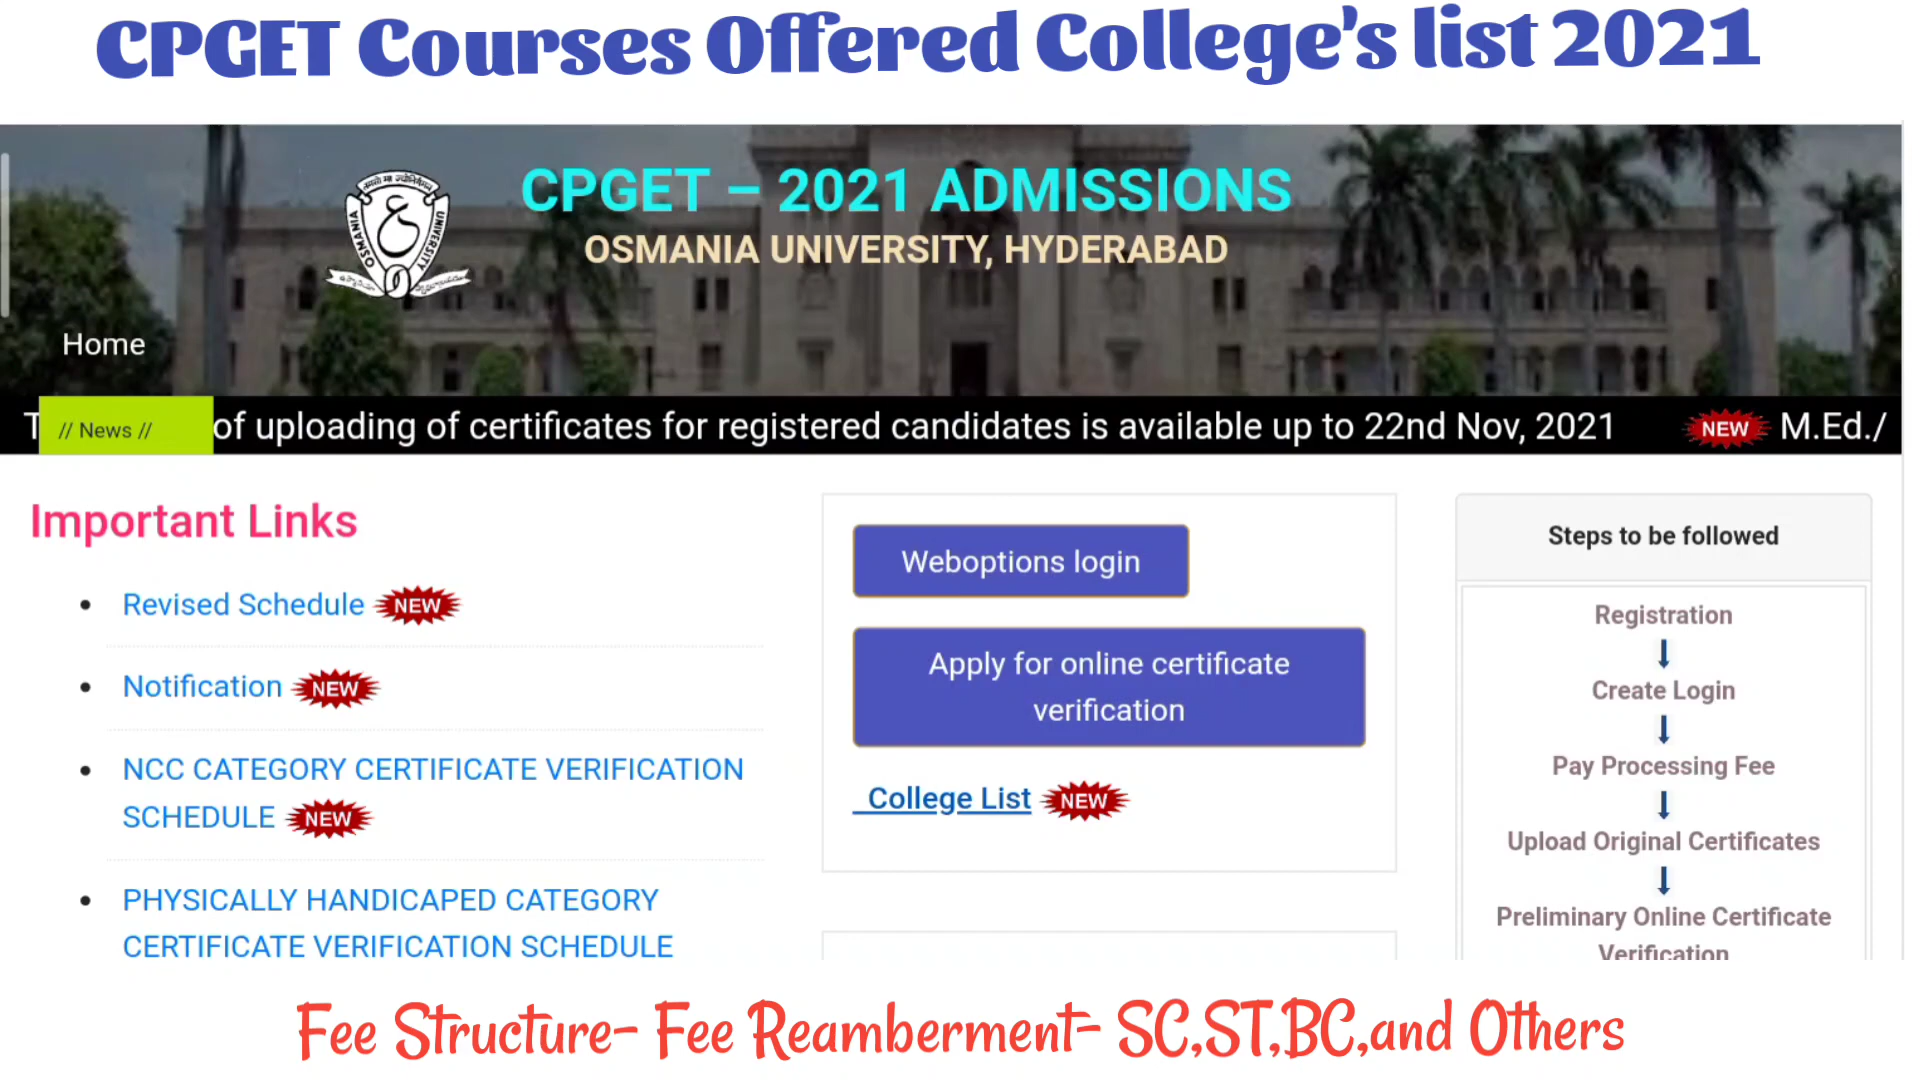 CPGET Courses Offered College's list 2021
OSMANIA UNIVERSITY
CPGET – 2021 ADMISSIONS
OSMANIA UNIVERSITY, HYDERABAD
Home
T // News // of uploading of certificates for registered candidates is available up to 22nd Nov, 2021 NEW M.Ed./
Important Links
Revised Schedule NEW
Notification NEW
NCC CATEGORY CERTIFICATE VERIFICATION
SCHEDULE NEW
PHYSICALLY HANDICAPED CATEGORY
CERTIFICATE VERIFICATION SCHEDULE
Weboptions login
Apply for online certificate
verification
College List NEW
Steps to be followed
Registration
Create Login
Pay Processing Fee
Upload Original Certificates
Preliminary Online Certificate
Verification
Fee Structure- Fee Reamberment- SC,ST,BC,and Others